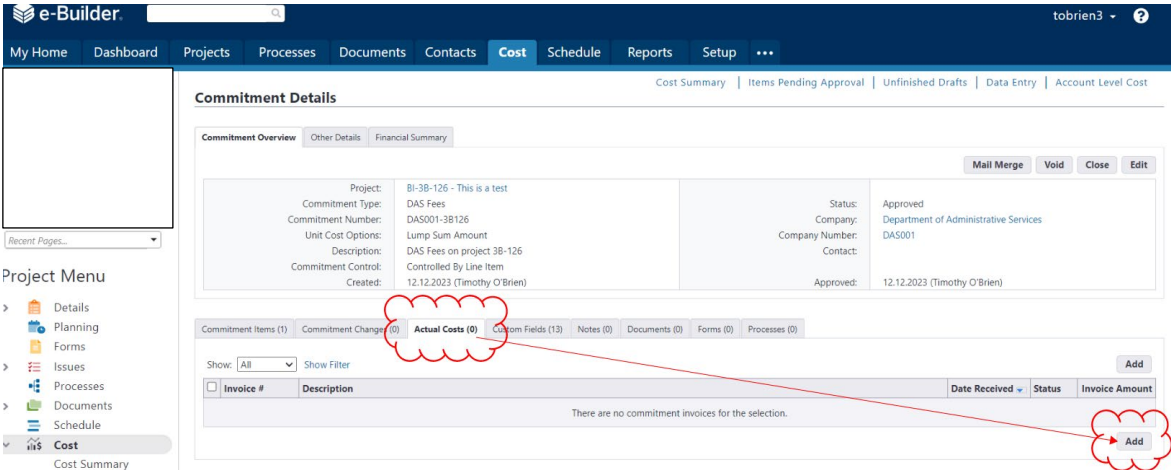 e-Builder.
tobrien3
?
My Home Dashboard Projects Processes Documents Contacts Cost Schedule Reports Setup •••
Cost Summary | Items Pending Approval | Unfinished Drafts | Data Entry | Account Level Cost
Commitment Details
Commitment Overview Other Details Financial Summary
Mail Merge Void Close Edit
Project: BI-3B-126 - This is a test
Commitment Type: DAS Fees Status: Approved
Commitment Number: DAS001-3B126 Company: Department of Administrative Services
Unit Cost Options: Lump Sum Amount Company Number: DAS001
Description: DAS Fees on project 3B-126 Contact:
Commitment Control: Controlled By Line Item
Created: 12.12.2023 (Timothy O'Brien) Approved: 12.12.2023 (Timothy O'Brien)
Commitment Items (1) Commitment Changes (0) Actual Costs (0) Custom Fields (13) Notes (0) Documents (0) Forms (0) Processes (0)
Show: All Show Filter Add
Invoice # Description Date Received Status Invoice Amount
There are no commitment invoices for the selection.
Add
Recent Pages...
Project Menu
Details
Planning
Forms
Issues
Processes
Documents
Schedule
Cost
Cost Summary